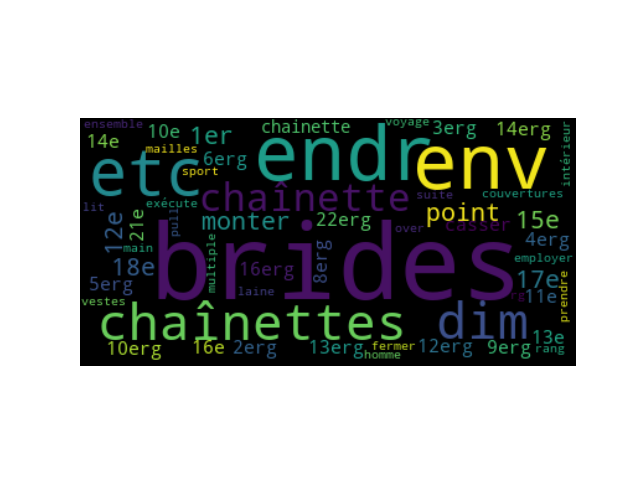 ensemble
voyage
chainette
3erg
14erg
10e
1er
14e
mailles
endr
env
intérieur
etc
6erg
sport
chaînette
suite
couvertures
exécute
lit
pull
monter
22erg
point
casser
15e
12e
21e
over
4erg
main
brides
multiple
18e
16erg
8erg
employer
5erg
laine
17e
rg
11e
prendre
vestes
chaînettes
dim
13e
10erg
16e
2erg
13erg
fermer
homme
12erg
9erg
rang